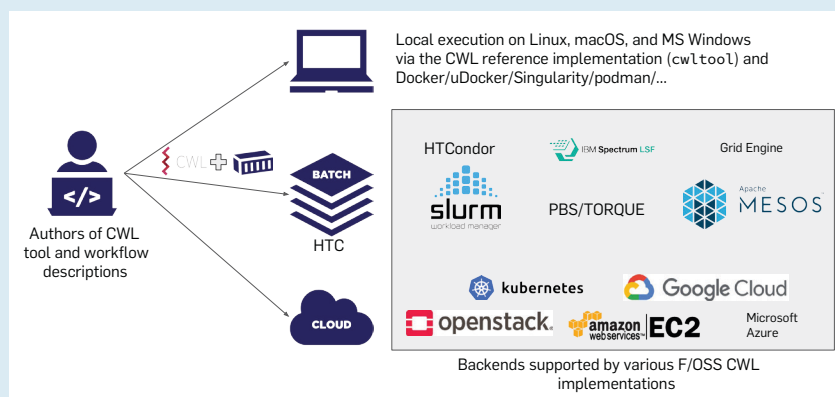 Local execution on Linux, macOS, and MS Windows
via the CWL reference implementation (cwltool) and
Docker/uDocker/Singularity/podman/...
CWL
</>
Authors of CWL
tool and workflow
descriptions
BATCH
HTC
CLOUD
HTCondor
IBM Spectrum LSF
Grid Engine
slurm
workload manager
PBS/TORQUE
Apache
MESOS
kubernetes
Google Cloud
openstack.
amazon
webservices™
EC2
Microsoft
Azure
Backends supported by various F/OSS CWL
implementations